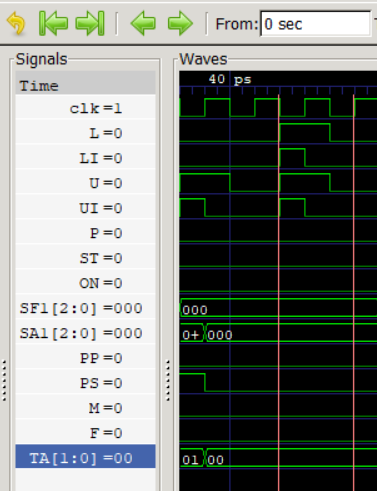 From: 0 sec
Signals
Waves
Time
40 ps
clk=1
L=0
LI=0
U=0
UI=0
P=0
ST=0
ON=0
SF1[2:0]=000
000
SA1[2:0]=000
0+ 000
PP=0
PS=0
M=0
F=0
TA[1:0]=00
01 00